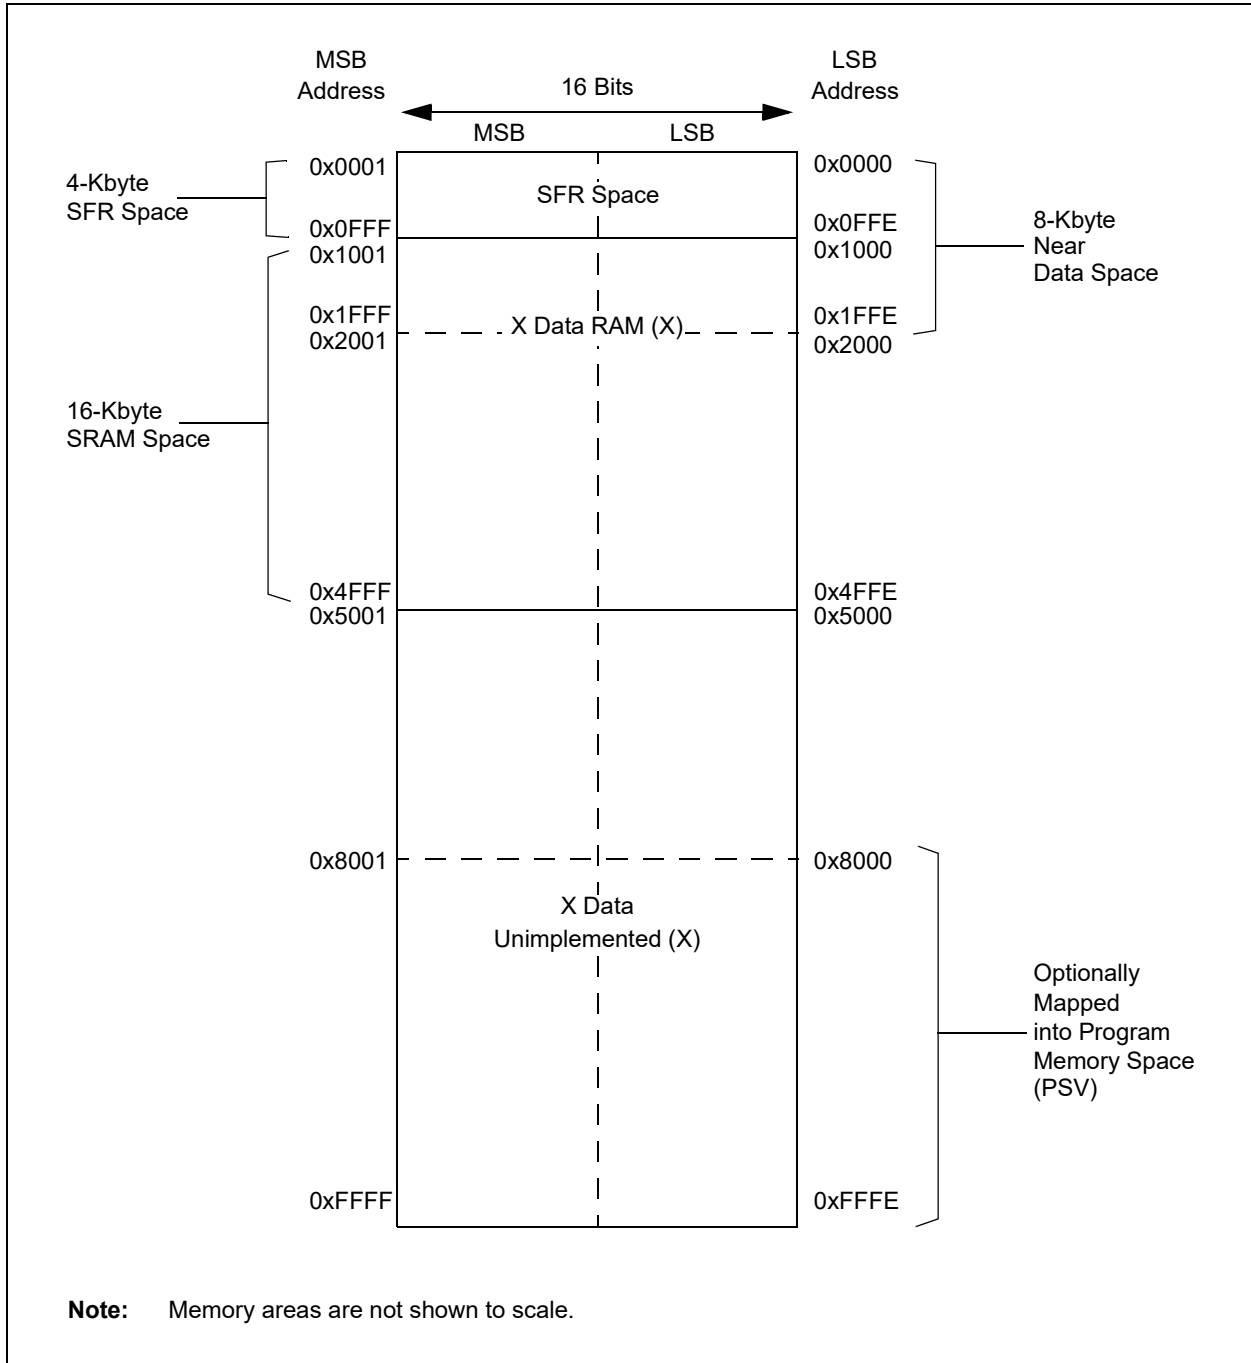 MSB
Address
LSB
Address
16 Bits
MSB
LSB
0x0001
0x0000
4-Kbyte
SFR Space
SFR Space
0x0FFF
0x0FFE
0x1001
0x1000
8-Kbyte
Near
Data Space
0x1FFF
0x1FFE
X Data RAM (X)
0x2001
0x2000
16-Kbyte
SRAM Space
0x4FFF
0x4FFE
0x5001
0x5000
0x8001
0x8000
X Data
Unimplemented (X)
Optionally
Mapped
into Program
Memory Space
(PSV)
0xFFFF
0xFFFE
Note: Memory areas are not shown to scale.